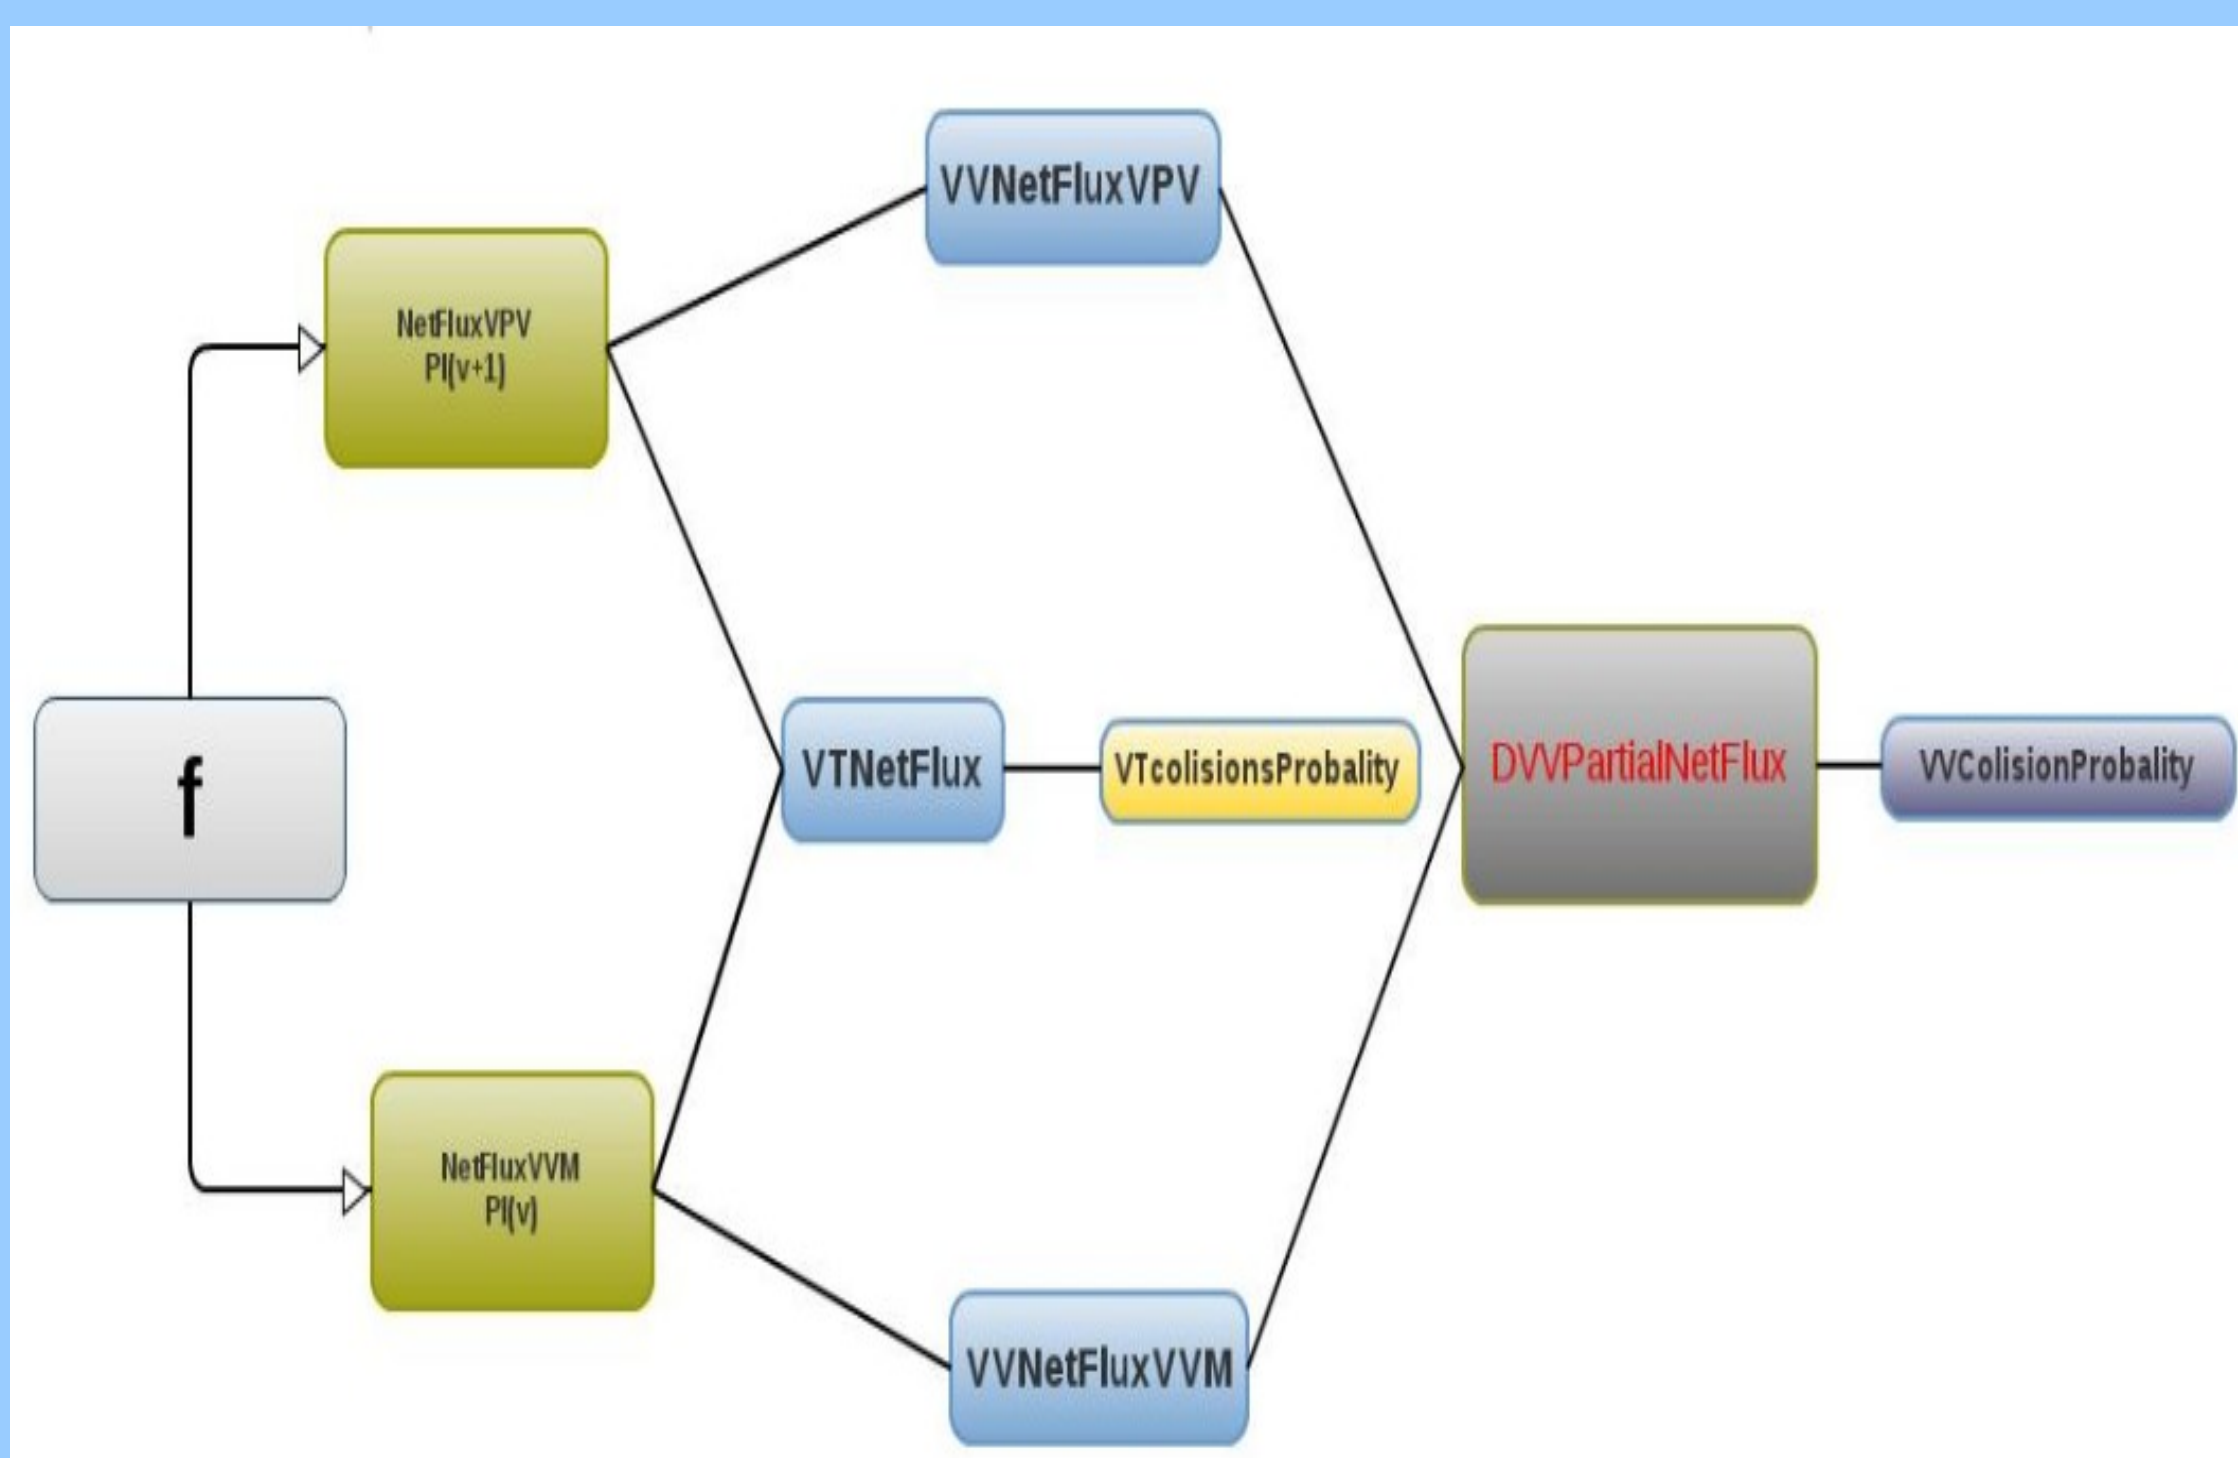 VVNetFluxVPV
NetFluxVPV
PI(v+1)
f
VTNetFlux
VTcolisionsProbality
DVVPartialNetFlux
VVColisionProbality
NetFluxVVM
PI(v)
VVNetFluxVVM